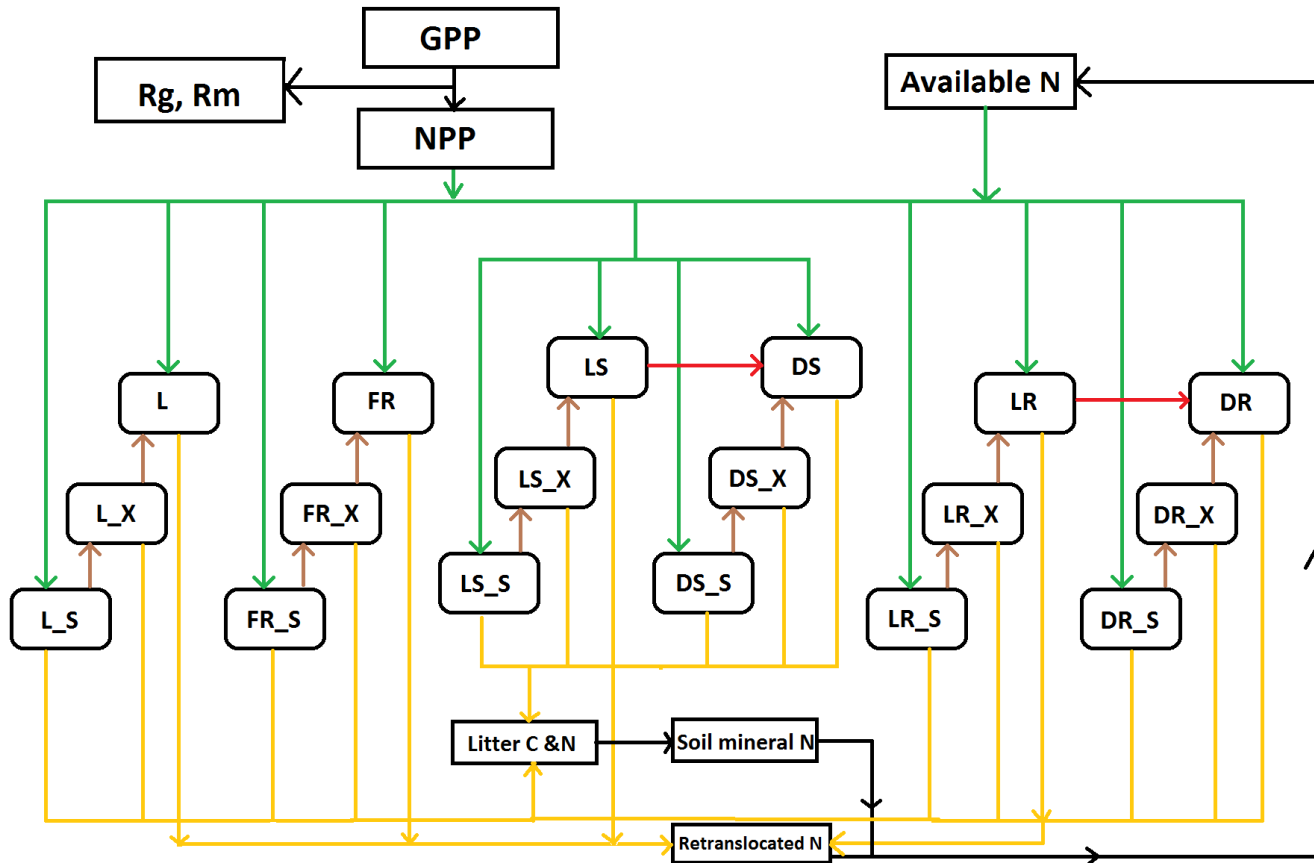 GPP
Rg, Rm
Available N
NPP
LS
DS
L
FR
LR
DR
LS_X
DS_X
L_X
FR_X
LR_X
DR_X
LS_S
DS_S
L_S
FR_S
LR_S
DR_S
Litter C &N
Soil mineral N
Retranslocated N